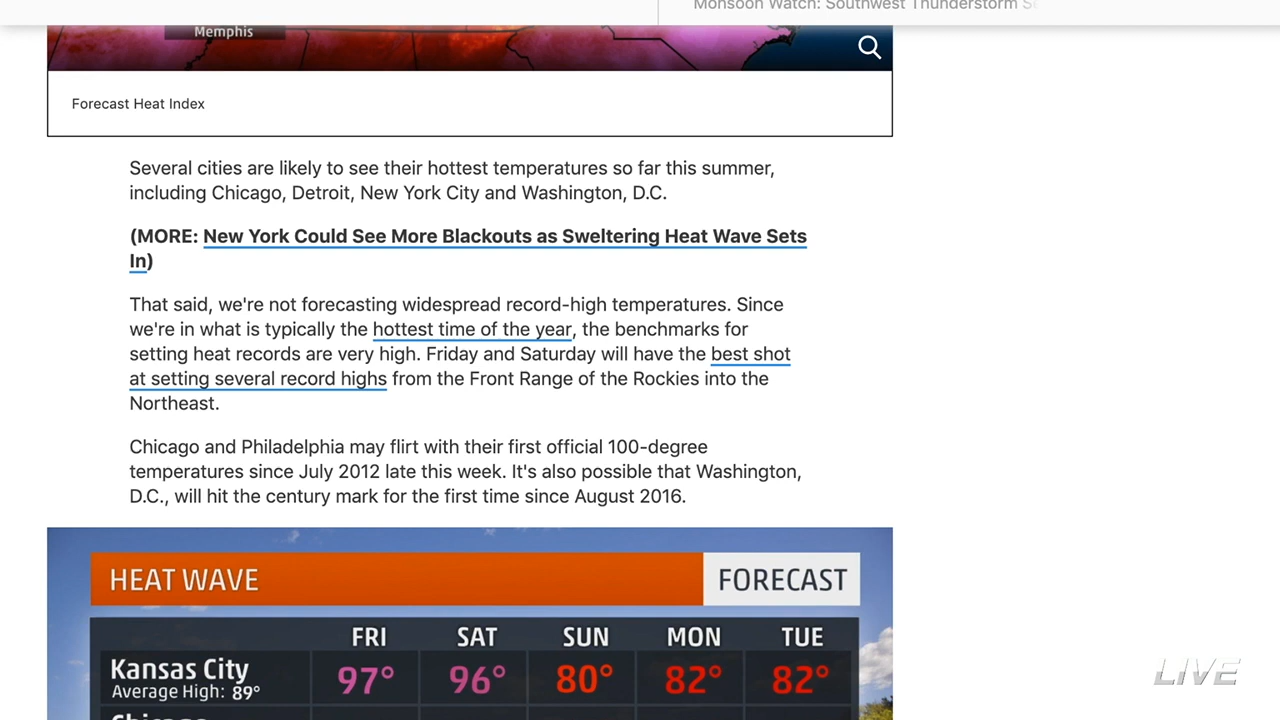 Monsoon Watch: Southwest Thunderstorm
Memphis
Forecast Heat Index
Several cities are likely to see their hottest temperatures so far this summer,
including Chicago, Detroit, New York City and Washington, D.C.
(MORE: New York Could See More Blackouts as Sweltering Heat Wave Sets
In)
That said, we're not forecasting widespread record-high temperatures. Since
we're in what is typically the hottest time of the year, the benchmarks for
setting heat records are very high. Friday and Saturday will have the best shot
at setting several record highs from the Front Range of the Rockies into the
Northeast.
Chicago and Philadelphia may flirt with their first official 100-degree
temperatures since July 2012 late this week. It's also possible that Washington,
D.C., will hit the century mark for the first time since August 2016.
HEAT WAVE FORECAST
FRI SAT SUN MON TUE
Kansas City 97° 96° 80° 82° 82°
Average High: 89°
Chicago
LIVE